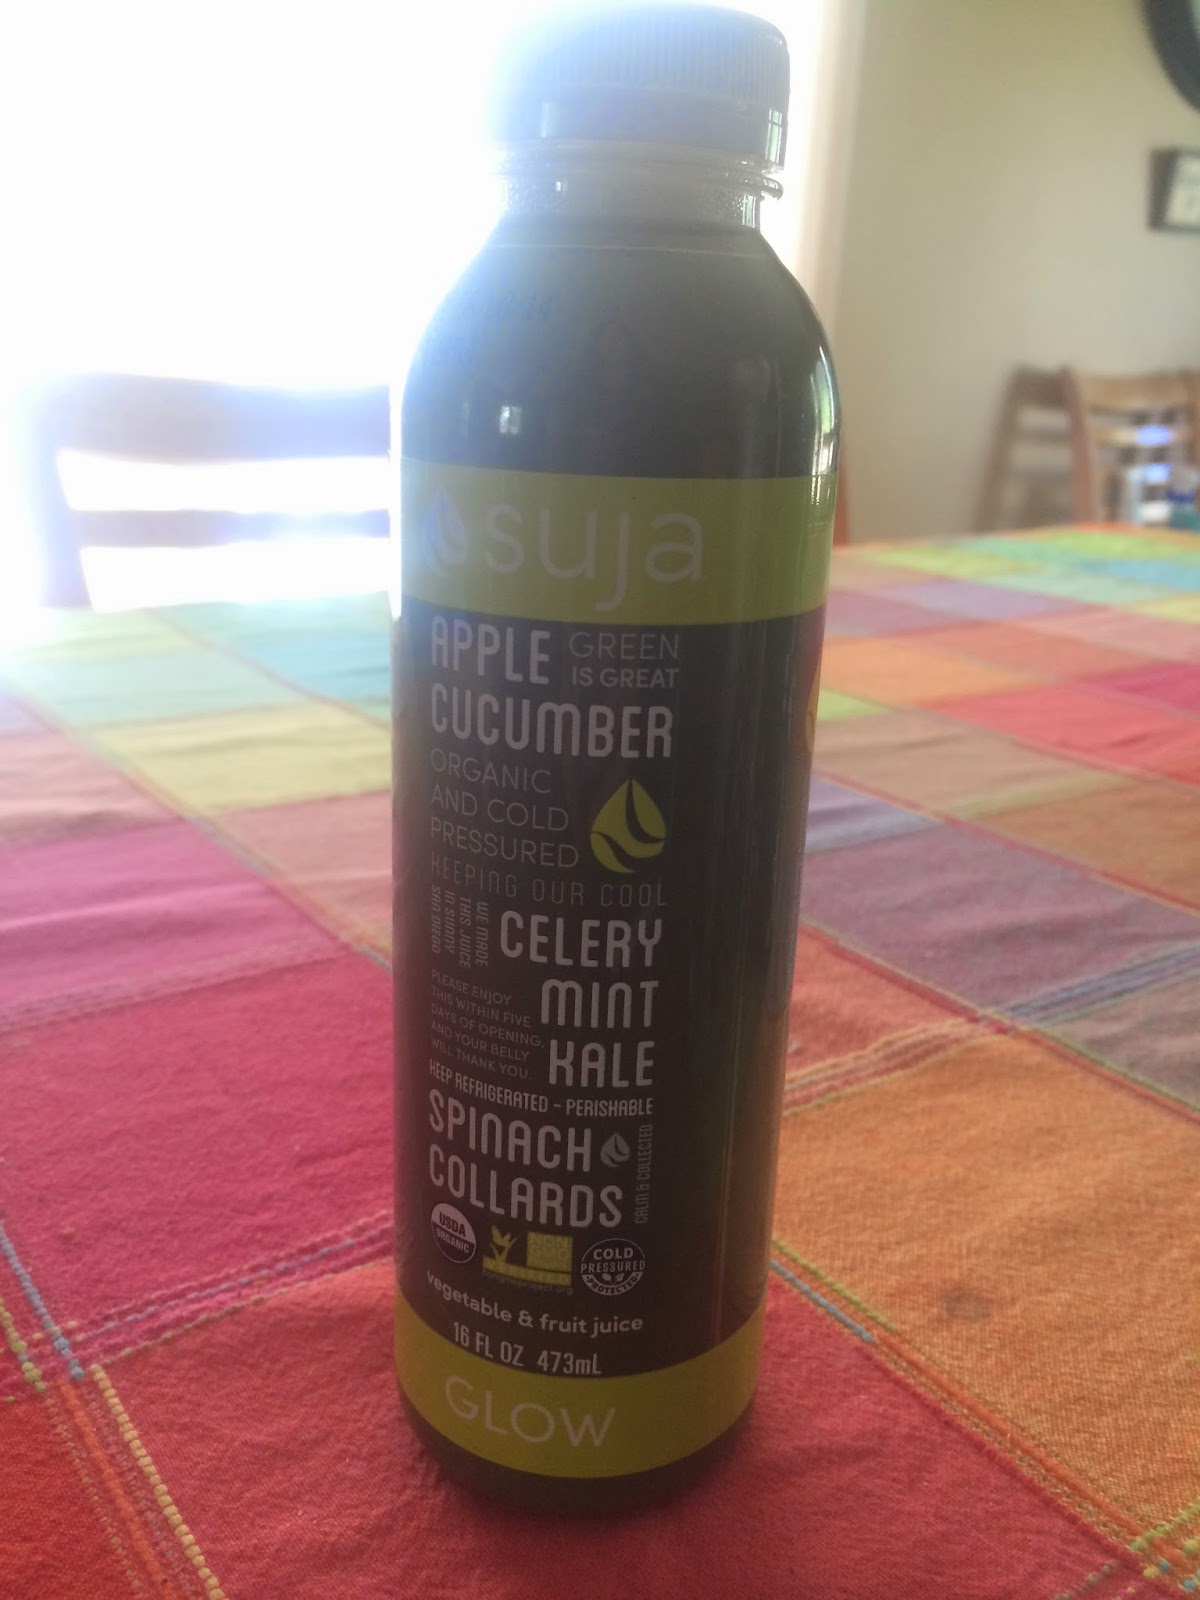 suja
APPLE
GREEN
IS GREAT
CUCUMBER
ORGANIC
AND COLD
PRESSURED
KEEPING OUR COOL
WE MADE
THIS JUICE
IN SUNNY
SAN DIEGO
CELERY
PLEASE ENJOY
THIS WITHIN FIVE
DAYS OF OPENING,
AND YOUR BELLY
WILL THANK YOU.
MINT
KALE
KEEP REFRIGERATED - PERISHABLE
SPINACH
COLLARDS
CALM & COLLECTED
USDA
ORGANIC
NON
GMO
VERIFIED
nongmoproject.org
COLD
PRESSURED
PROTECTED
vegetable & fruit juice
16 FL OZ 473mL
GLOW